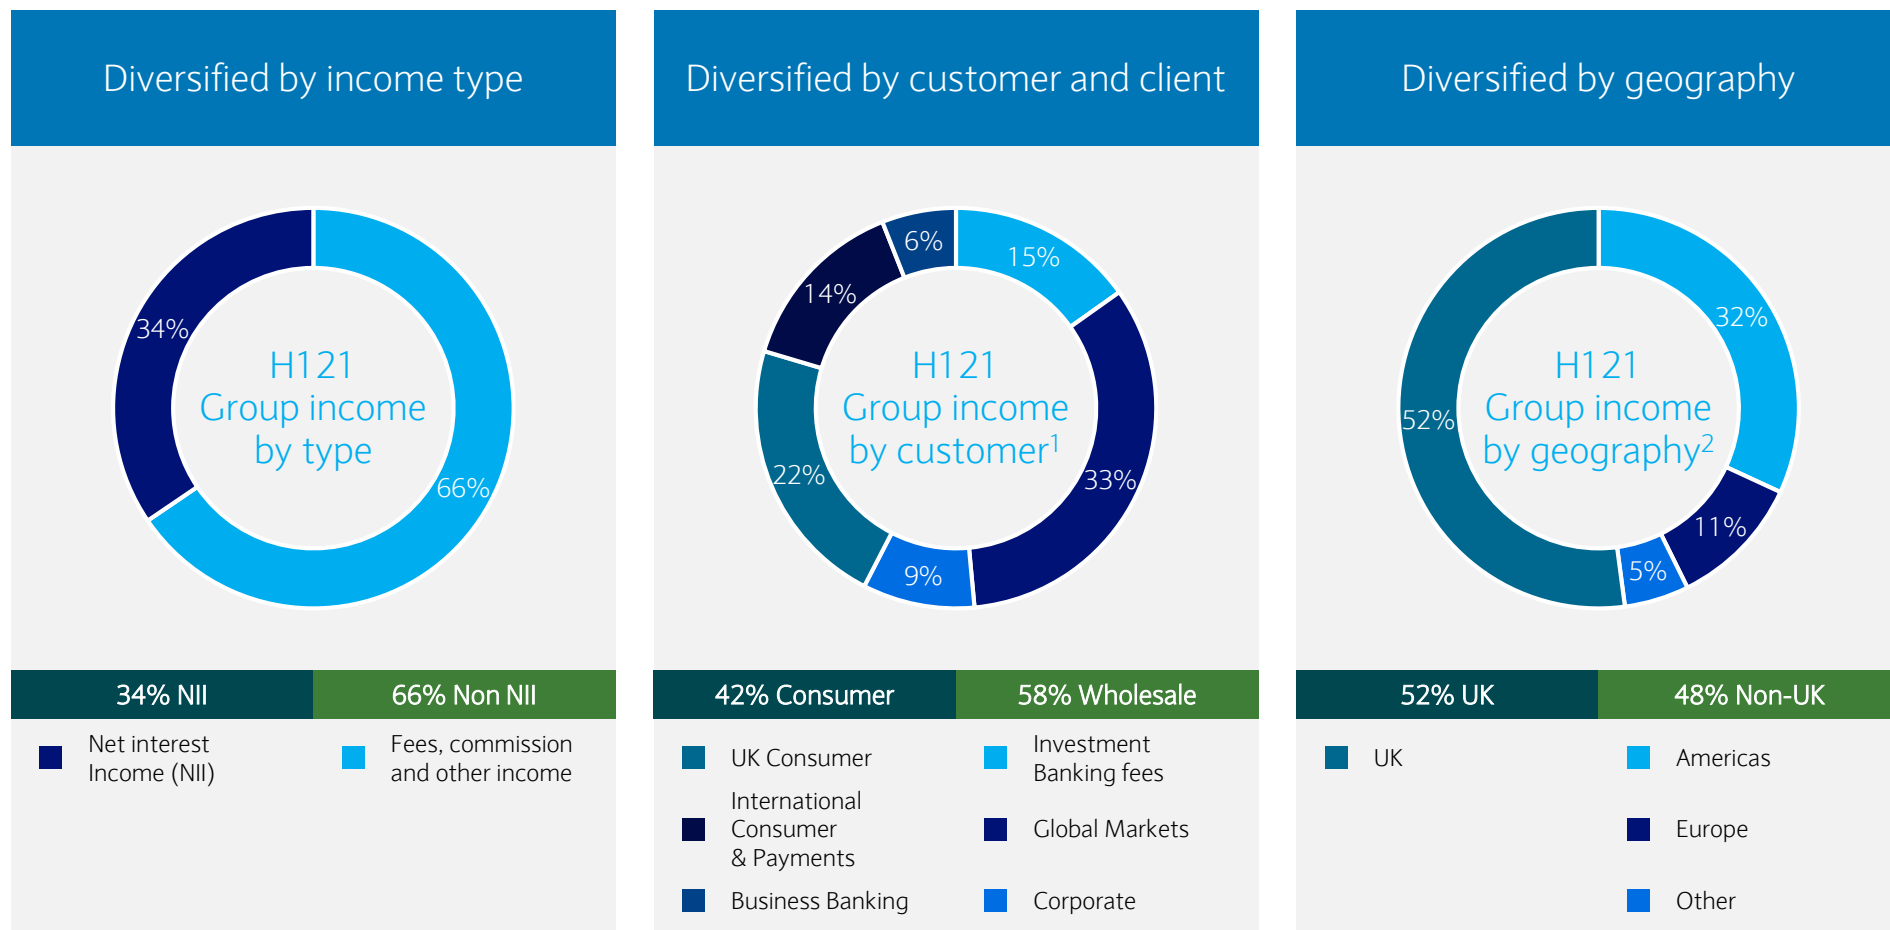 Diversified by income type
34%
66%
H121
Group income
by type
34% NII
66% Non NII
Net interest
Income (NII)
Fees, commission
and other income
Diversified by customer and client
6%
15%
14%
33%
22%
9%
H121
Group income
by customer1
42% Consumer
58% Wholesale
UK Consumer
International
Consumer
& Payments
Business Banking
Investment
Banking fees
Global Markets
Corporate
Diversified by geography
32%
52%
11%
5%
H121
Group income
by geography2
52% UK
48% Non-UK
UK
Americas
Europe
Other